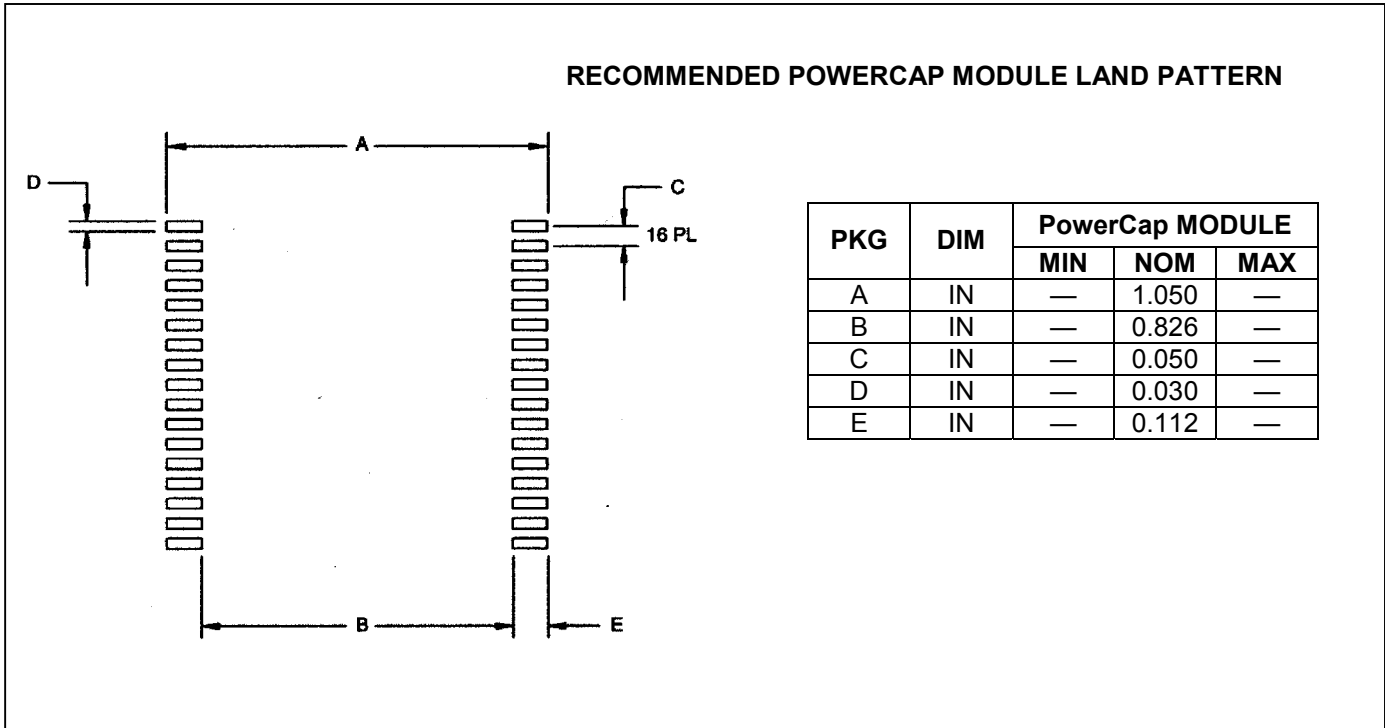 RECOMMENDED POWERCAP MODULE LAND PATTERN
A
D
C
16 PL
B
E
PKG DIM PowerCap MODULE
MIN NOM MAX
A IN — 1.050 —
B IN — 0.826 —
C IN — 0.050 —
D IN — 0.030 —
E IN — 0.112 —